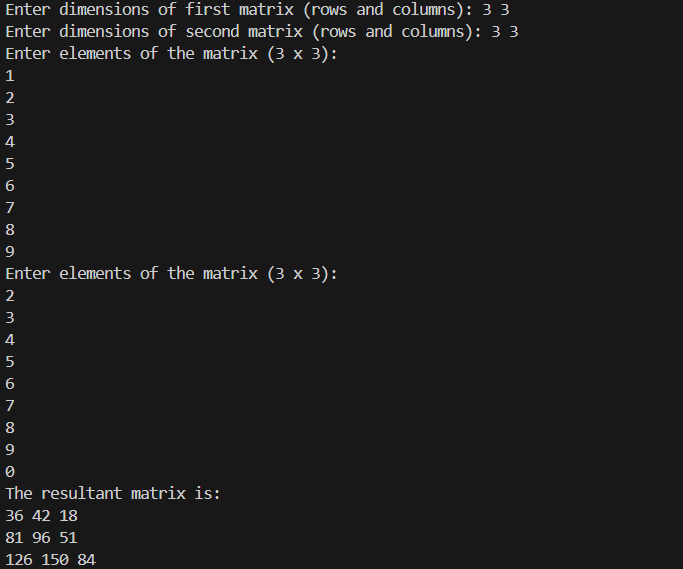 Enter dimensions of first matrix (rows and columns): 3 3
Enter dimensions of second matrix (rows and columns): 3 3
Enter elements of the matrix (3 x 3):
1
2
3
4
5
6
7
8
9
Enter elements of the matrix (3 x 3):
2
3
4
5
6
7
8
9
0
The resultant matrix is:
36 42 18
81 96 51
126 150 84